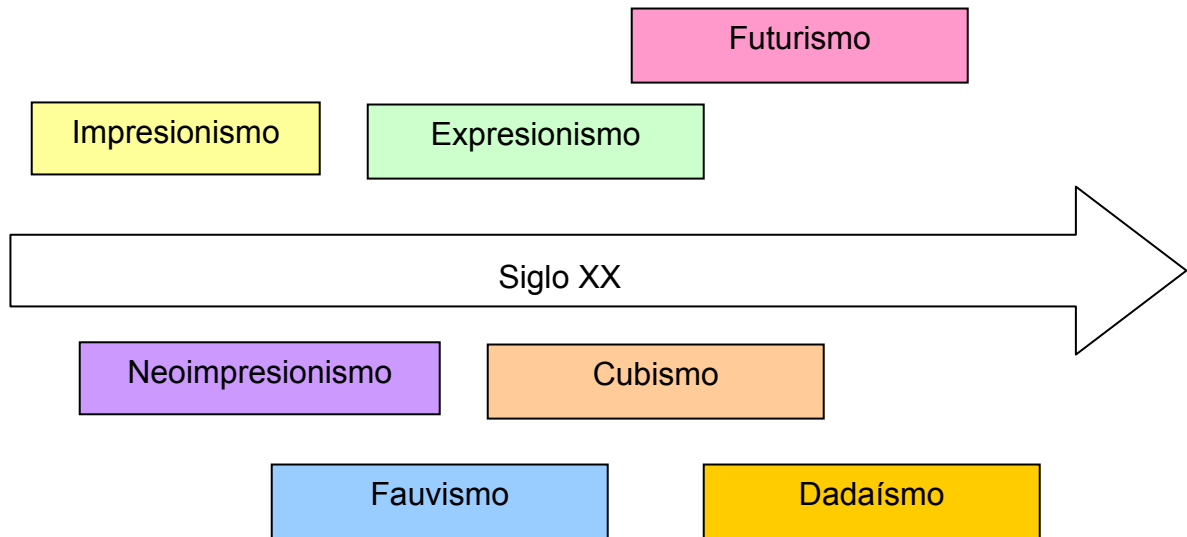 Futurismo
Impresionismo
Expresionismo
Siglo XX
Neoimpresionismo
Cubismo
Fauvismo
Dadaísmo